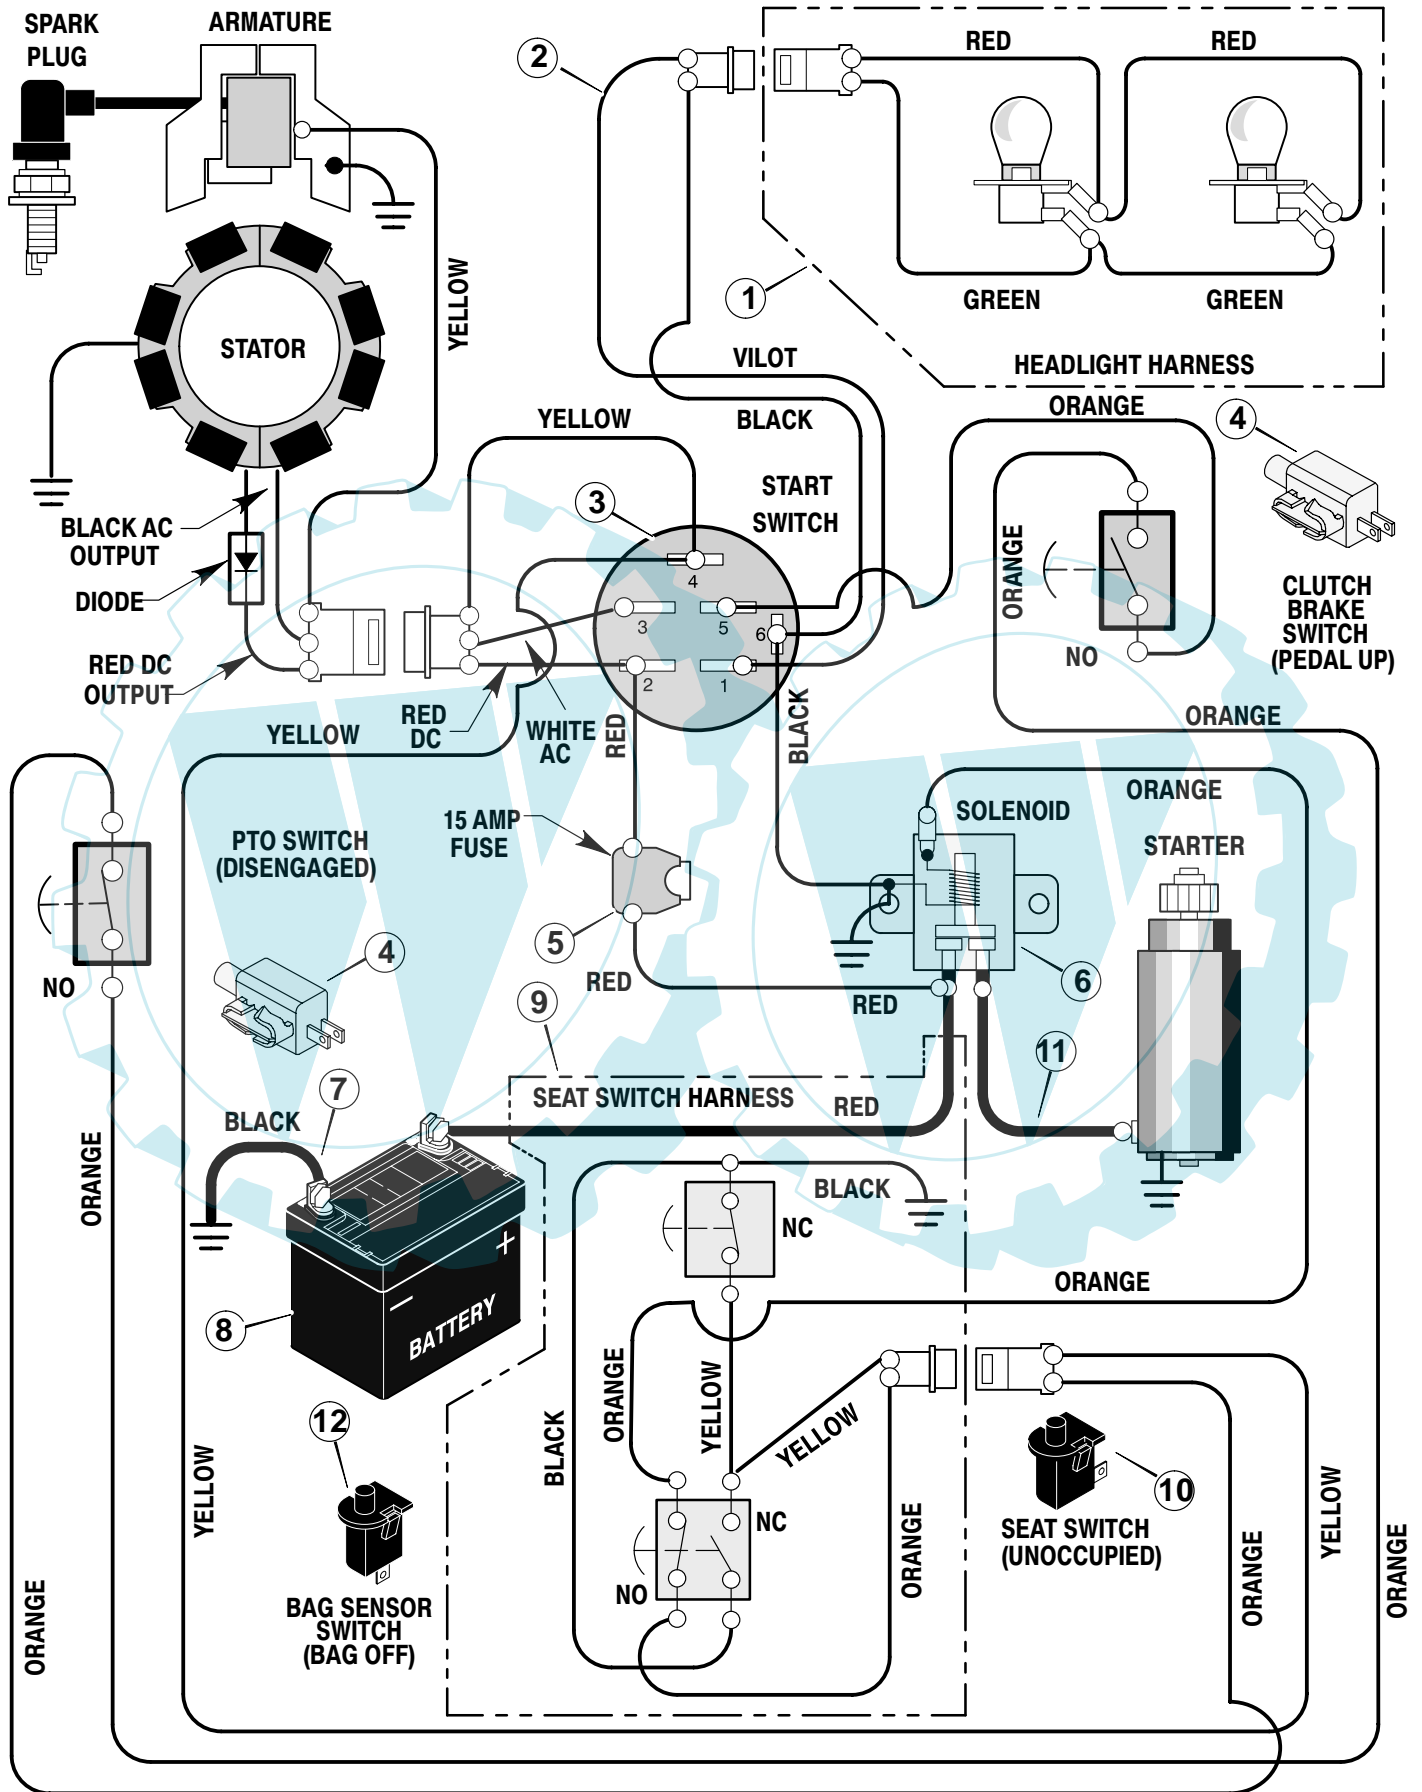 SPARK
PLUG
ARMATURE
2
RED
RED
1
GREEN
GREEN
HEADLIGHT HARNESS
YELLOW
STATOR
VILOT
BLACK
YELLOW
ORANGE
4
START
SWITCH
3
BLACK AC
OUTPUT
DIODE
RED DC
OUTPUT
4
3
5
6
2
1
ORANGE
NO
CLUTCH
BRAKE
SWITCH
(PEDAL UP)
YELLOW
RED
DC
WHITE
AC
RED
BLACK
ORANGE
ORANGE
SOLENOID
STARTER
15 AMP
FUSE
PTO SWITCH
(DISENGAGED)
5
6
4
NO
RED
RED
9
11
7
SEAT SWITCH HARNESS
RED
BLACK
ORANGE
BLACK
NC
+
–
BATTERY
8
ORANGE
ORANGE
YELLOW
BLACK
YELLOW
12
YELLOW
10
NC
NO
ORANGE
SEAT SWITCH
(UNOCCUPIED)
YELLOW
ORANGE
ORANGE
BAG SENSOR
SWITCH
(BAG OFF)
ORANGE